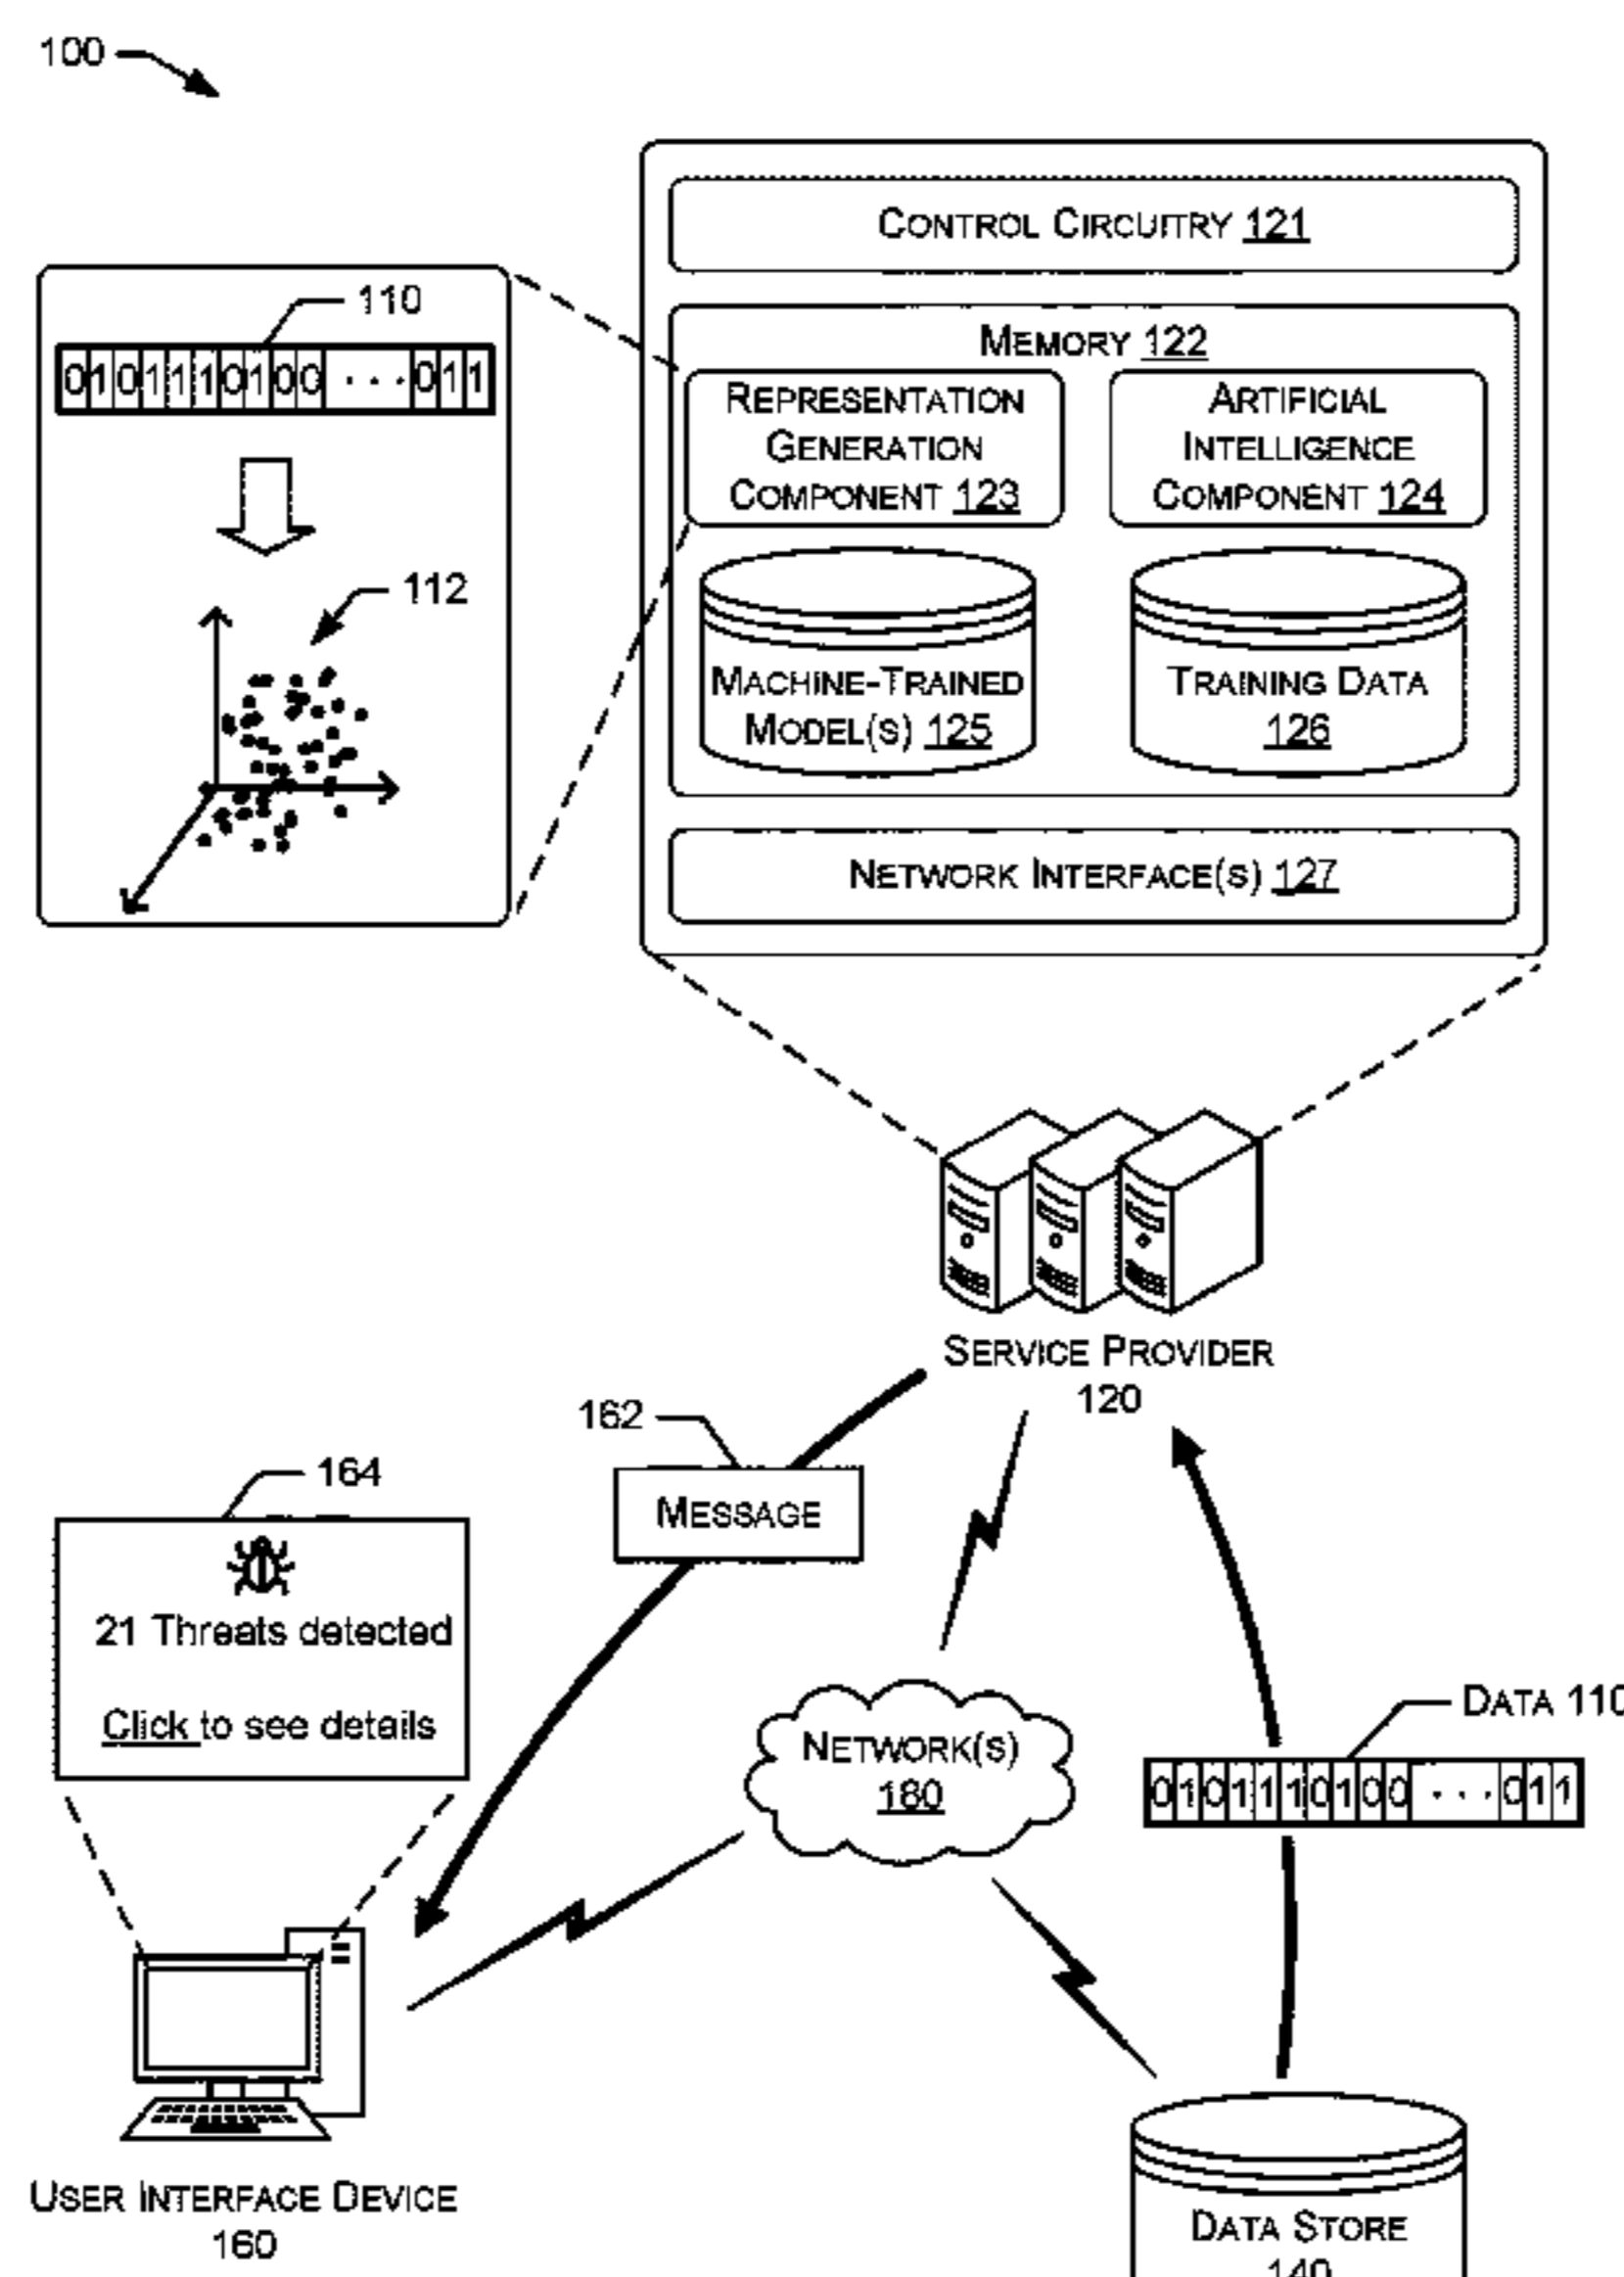 100
CONTROL CIRCUITRY 121
110
0101110100 ... 011
MEMORY 122
REPRESENTATION
GENERATION
COMPONENT 123
ARTIFICIAL
INTELLIGENCE
COMPONENT 124
112
MACHINE-TRAINED
MODEL(S) 125
TRAINING DATA
126
NETWORK INTERFACE(S) 127
SERVICE PROVIDER
120
162
MESSAGE
164
21 Threats detected
Click to see details
DATA 110
NETWORK(S)
180
0101110100 ... 011
USER INTERFACE DEVICE
160
DATA STORE
140